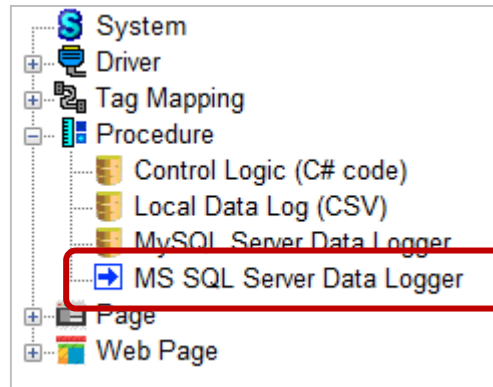 System
Driver
Tag Mapping
Procedure
Control Logic (C# code)
Local Data Log (CSV)
MySQL Server Data Logger
MS SQL Server Data Logger
Page
Web Page